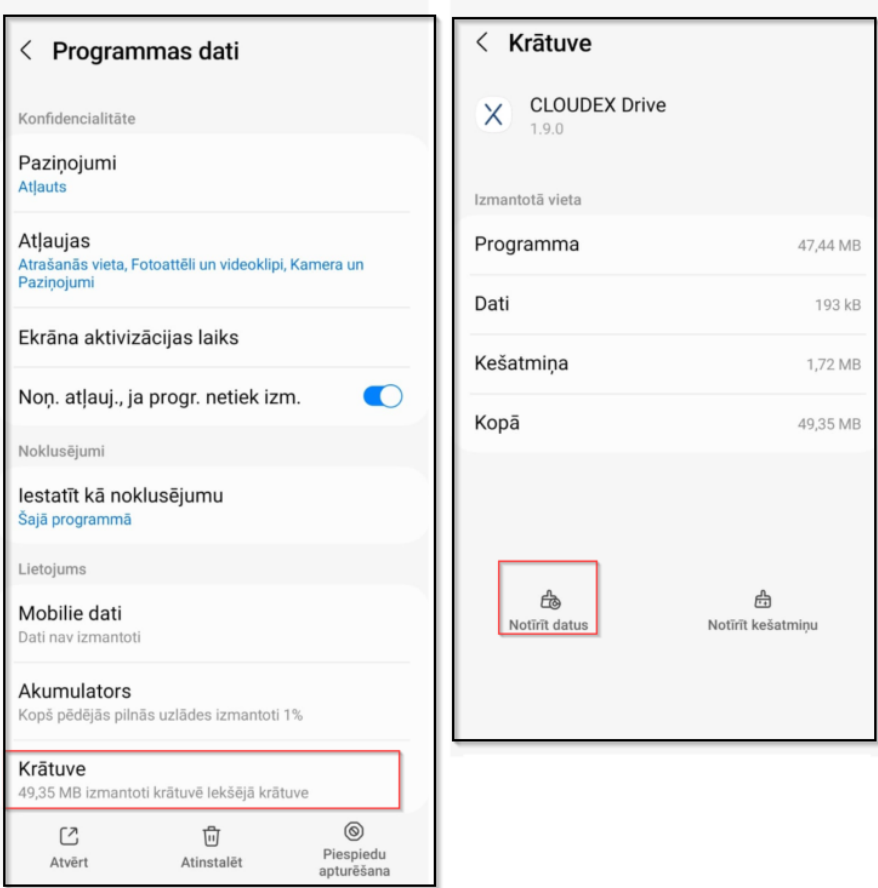 Programmas dati
Konfidencialitāte
Paziņojumi
Atļauts
Atļaujas
Atrašanās vieta, Fotoattēli un videoklipi, Kamera un
Paziņojumi
Ekrāna aktivizācijas laiks
Noņ. atļauj., ja progr. netiek izm.
Noklusējumi
Iestatīt kā noklusējumu
Šajā programmā
Lietojums
Mobilie dati
Dati nav izmantoti
Akumulators
Kopš pēdējās pilnās uzlādes izmantoti 1%
Krātuve
49,35 MB izmantoti krātuvē Iekšējā krātuve
Atvērt
Atinstalēt
Piespiedu
apturēšana
Krātuve
CLOUDEX Drive
1.9.0
Izmantotā vieta
Programma 47,44 MB
Dati 193 kB
Kešatmiņa 1,72 MB
Kopā 49,35 MB
Notīrīt datus
Notīrīt kešatmiņu